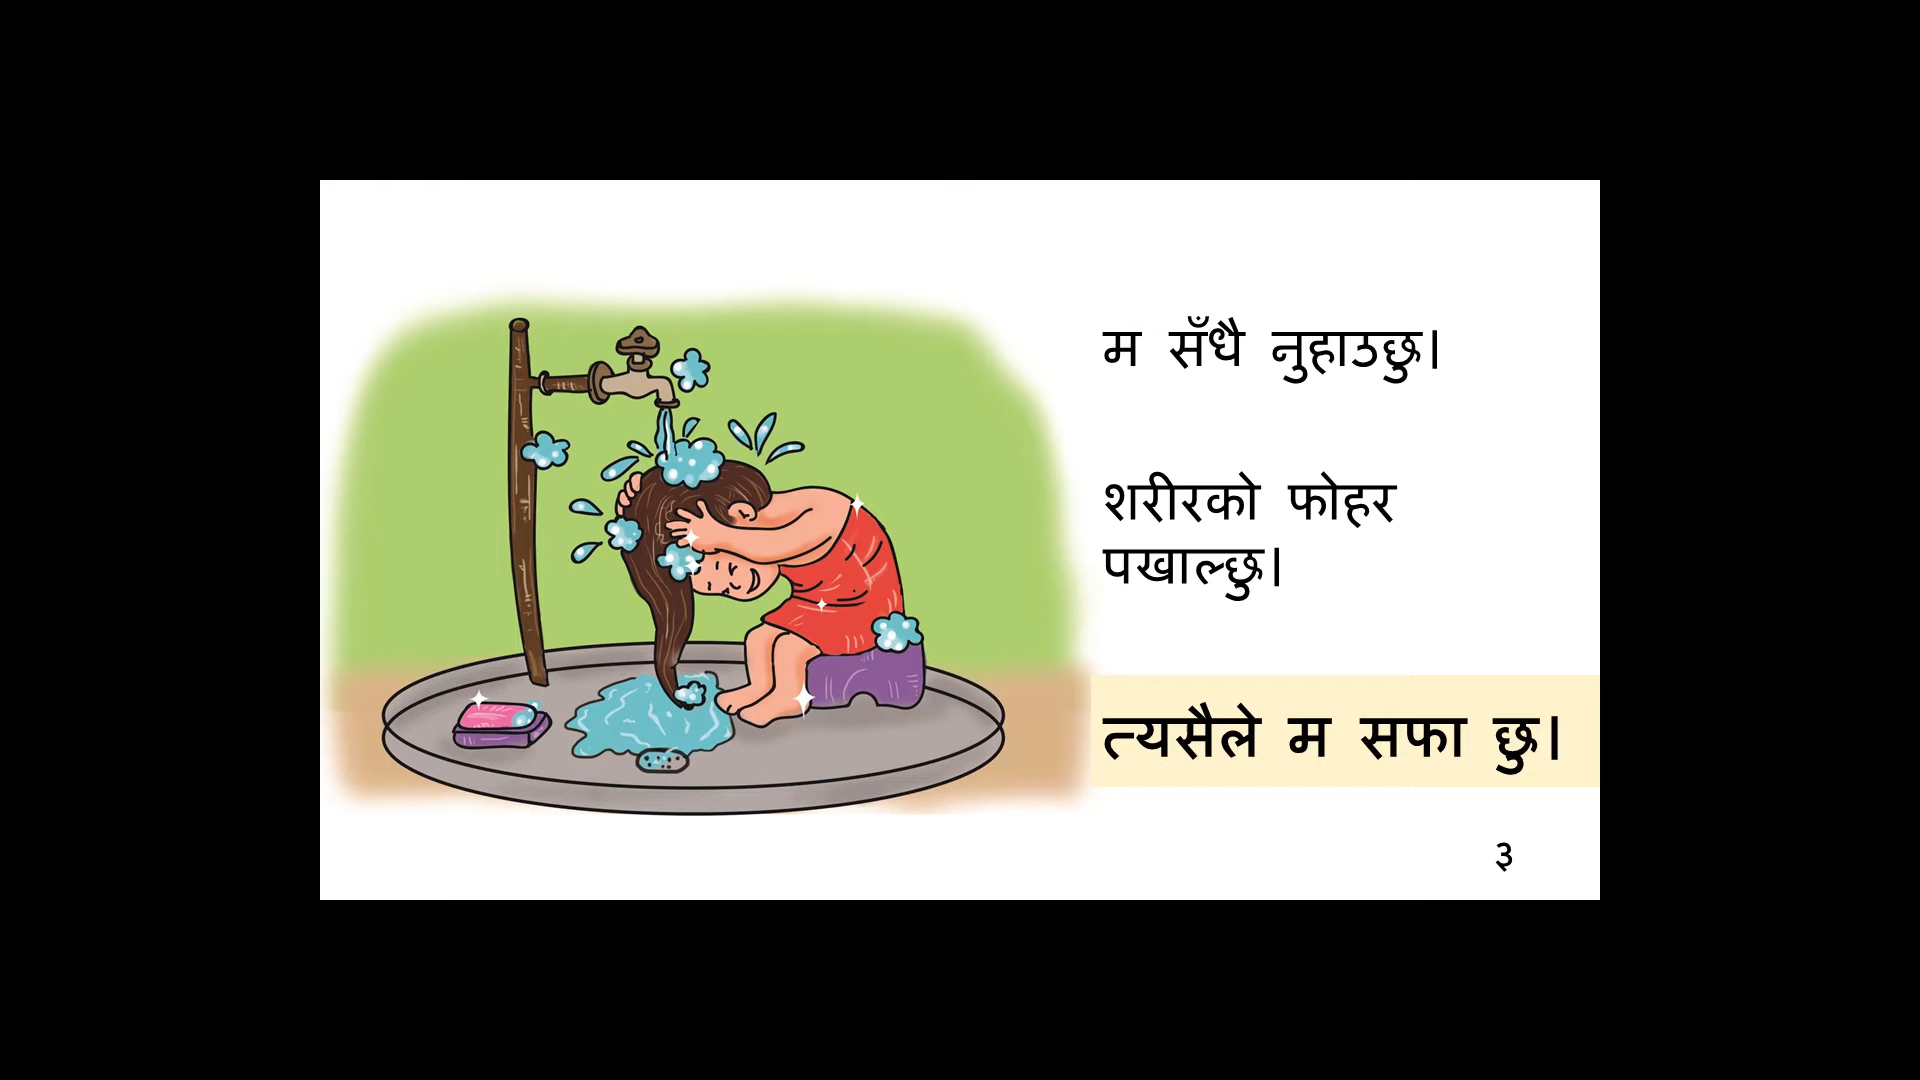 म सँधै नुहाउछु।
शरीरको फोहर
पखाल्छु।
त्यसैले म सफा छु।
३